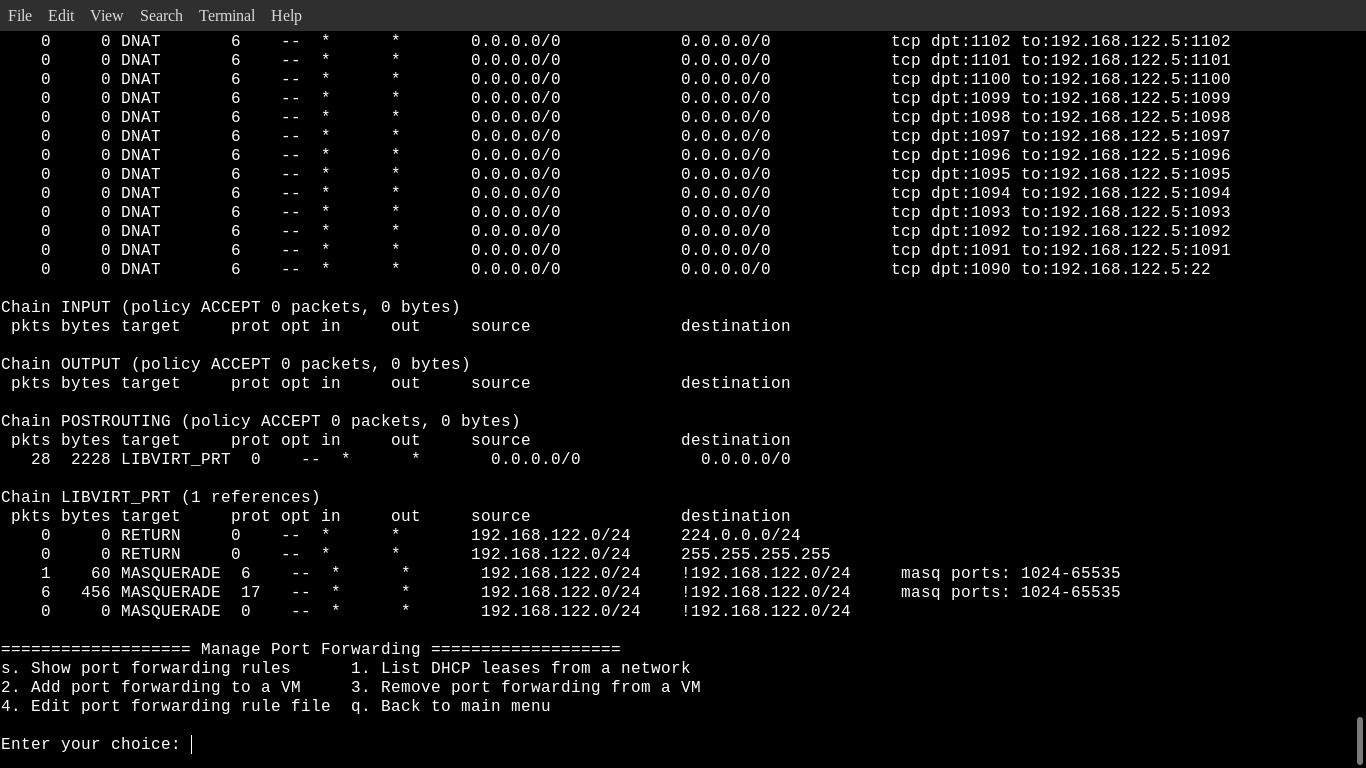 File Edit View Search Terminal Help
    0     0 DNAT       6    --  *      *       0.0.0.0/0            0.0.0.0/0            tcp dpt:1102 to:192.168.122.5:1102
    0     0 DNAT       6    --  *      *       0.0.0.0/0            0.0.0.0/0            tcp dpt:1101 to:192.168.122.5:1101
    0     0 DNAT       6    --  *      *       0.0.0.0/0            0.0.0.0/0            tcp dpt:1100 to:192.168.122.5:1100
    0     0 DNAT       6    --  *      *       0.0.0.0/0            0.0.0.0/0            tcp dpt:1099 to:192.168.122.5:1099
    0     0 DNAT       6    --  *      *       0.0.0.0/0            0.0.0.0/0            tcp dpt:1098 to:192.168.122.5:1098
    0     0 DNAT       6    --  *      *       0.0.0.0/0            0.0.0.0/0            tcp dpt:1097 to:192.168.122.5:1097
    0     0 DNAT       6    --  *      *       0.0.0.0/0            0.0.0.0/0            tcp dpt:1096 to:192.168.122.5:1096
    0     0 DNAT       6    --  *      *       0.0.0.0/0            0.0.0.0/0            tcp dpt:1095 to:192.168.122.5:1095
    0     0 DNAT       6    --  *      *       0.0.0.0/0            0.0.0.0/0            tcp dpt:1094 to:192.168.122.5:1094
    0     0 DNAT       6    --  *      *       0.0.0.0/0            0.0.0.0/0            tcp dpt:1093 to:192.168.122.5:1093
    0     0 DNAT       6    --  *      *       0.0.0.0/0            0.0.0.0/0            tcp dpt:1092 to:192.168.122.5:1092
    0     0 DNAT       6    --  *      *       0.0.0.0/0            0.0.0.0/0            tcp dpt:1091 to:192.168.122.5:1091
    0     0 DNAT       6    --  *      *       0.0.0.0/0            0.0.0.0/0            tcp dpt:1090 to:192.168.122.5:22

Chain INPUT (policy ACCEPT 0 packets, 0 bytes)
 pkts bytes target     prot opt in     out     source               destination

Chain OUTPUT (policy ACCEPT 0 packets, 0 bytes)
 pkts bytes target     prot opt in     out     source               destination

Chain POSTROUTING (policy ACCEPT 0 packets, 0 bytes)
 pkts bytes target     prot opt in     out     source               destination
   28  2228 LIBVIRT_PRT  0    --  *      *       0.0.0.0/0            0.0.0.0/0

Chain LIBVIRT_PRT (1 references)
 pkts bytes target     prot opt in     out     source               destination
    0     0 RETURN     0    --  *      *       192.168.122.0/24     224.0.0.0/24
    0     0 RETURN     0    --  *      *       192.168.122.0/24     255.255.255.255
    1    60 MASQUERADE  6    --  *      *       192.168.122.0/24    !192.168.122.0/24     masq ports: 1024-65535
    6   456 MASQUERADE  17   --  *      *       192.168.122.0/24    !192.168.122.0/24     masq ports: 1024-65535
    0     0 MASQUERADE  0    --  *      *       192.168.122.0/24    !192.168.122.0/24

=================== Manage Port Forwarding ===================
s. Show port forwarding rules      1. List DHCP leases from a network
2. Add port forwarding to a VM     3. Remove port forwarding from a VM
4. Edit port forwarding rule file  q. Back to main menu

Enter your choice: